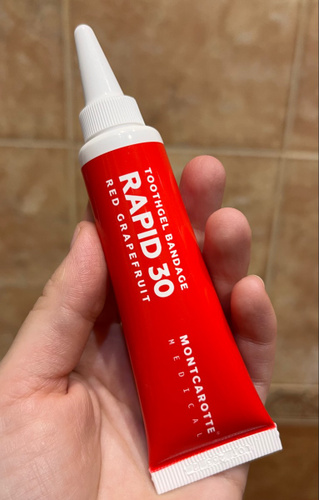 TOOTHGEL BANDAGE
RAPID 30
RED GRAPEFRUIT
MONTCAROTTE
MEDICAL